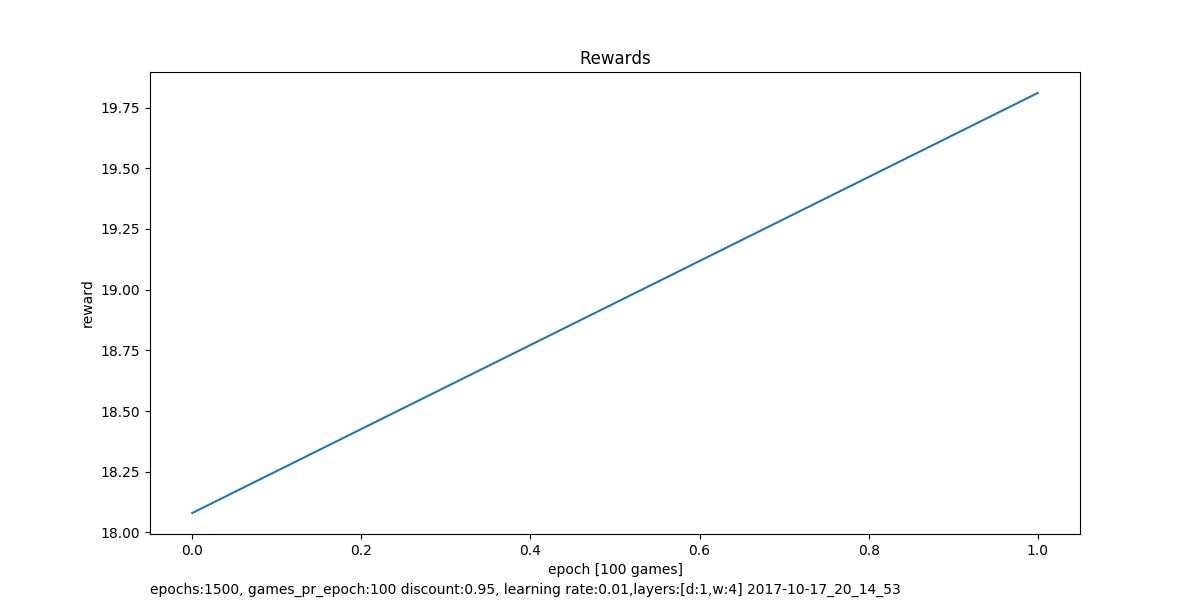 Rewards
19.75
19.50
19.25
19.00
18.75
18.50
18.25
18.00
reward
0.0 0.2 0.4 0.6 0.8 1.0
epoch [100 games]
epochs:1500, games_pr_epoch:100 discount:0.95, learning rate:0.01,layers:[d:1,w:4] 2017-10-17_20_14_53